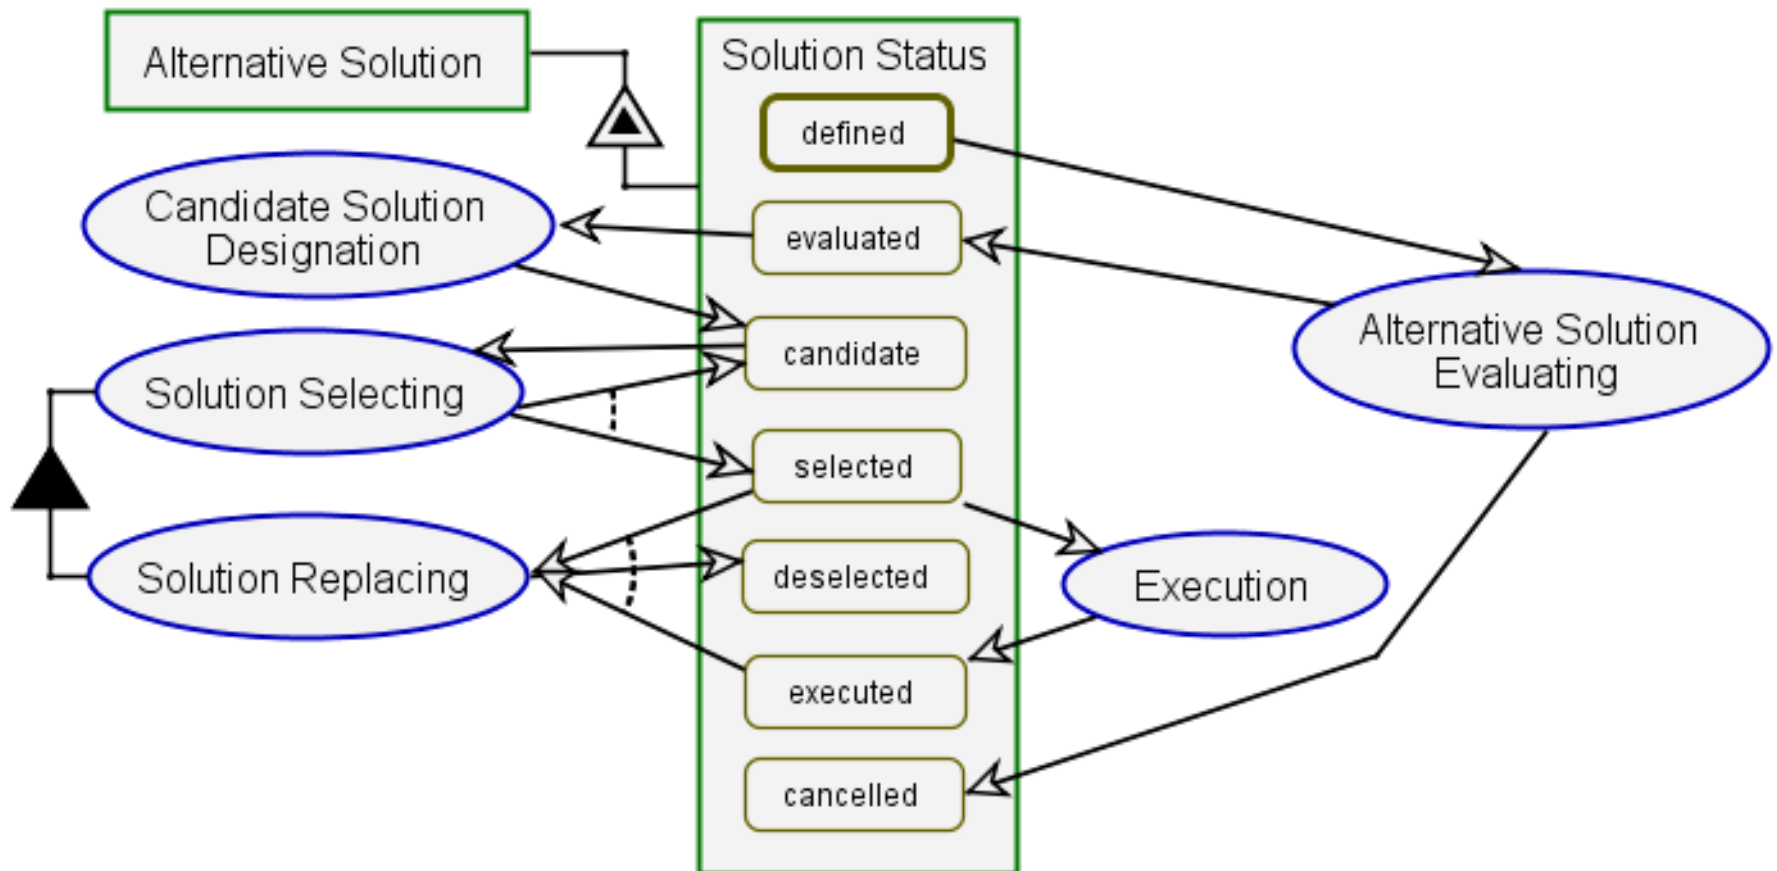 Alternative Solution
Solution Status
defined
Candidate Solution
Designation
evaluated
Alternative Solution
Evaluating
candidate
Solution Selecting
selected
Solution Replacing
deselected
Execution
executed
cancelled